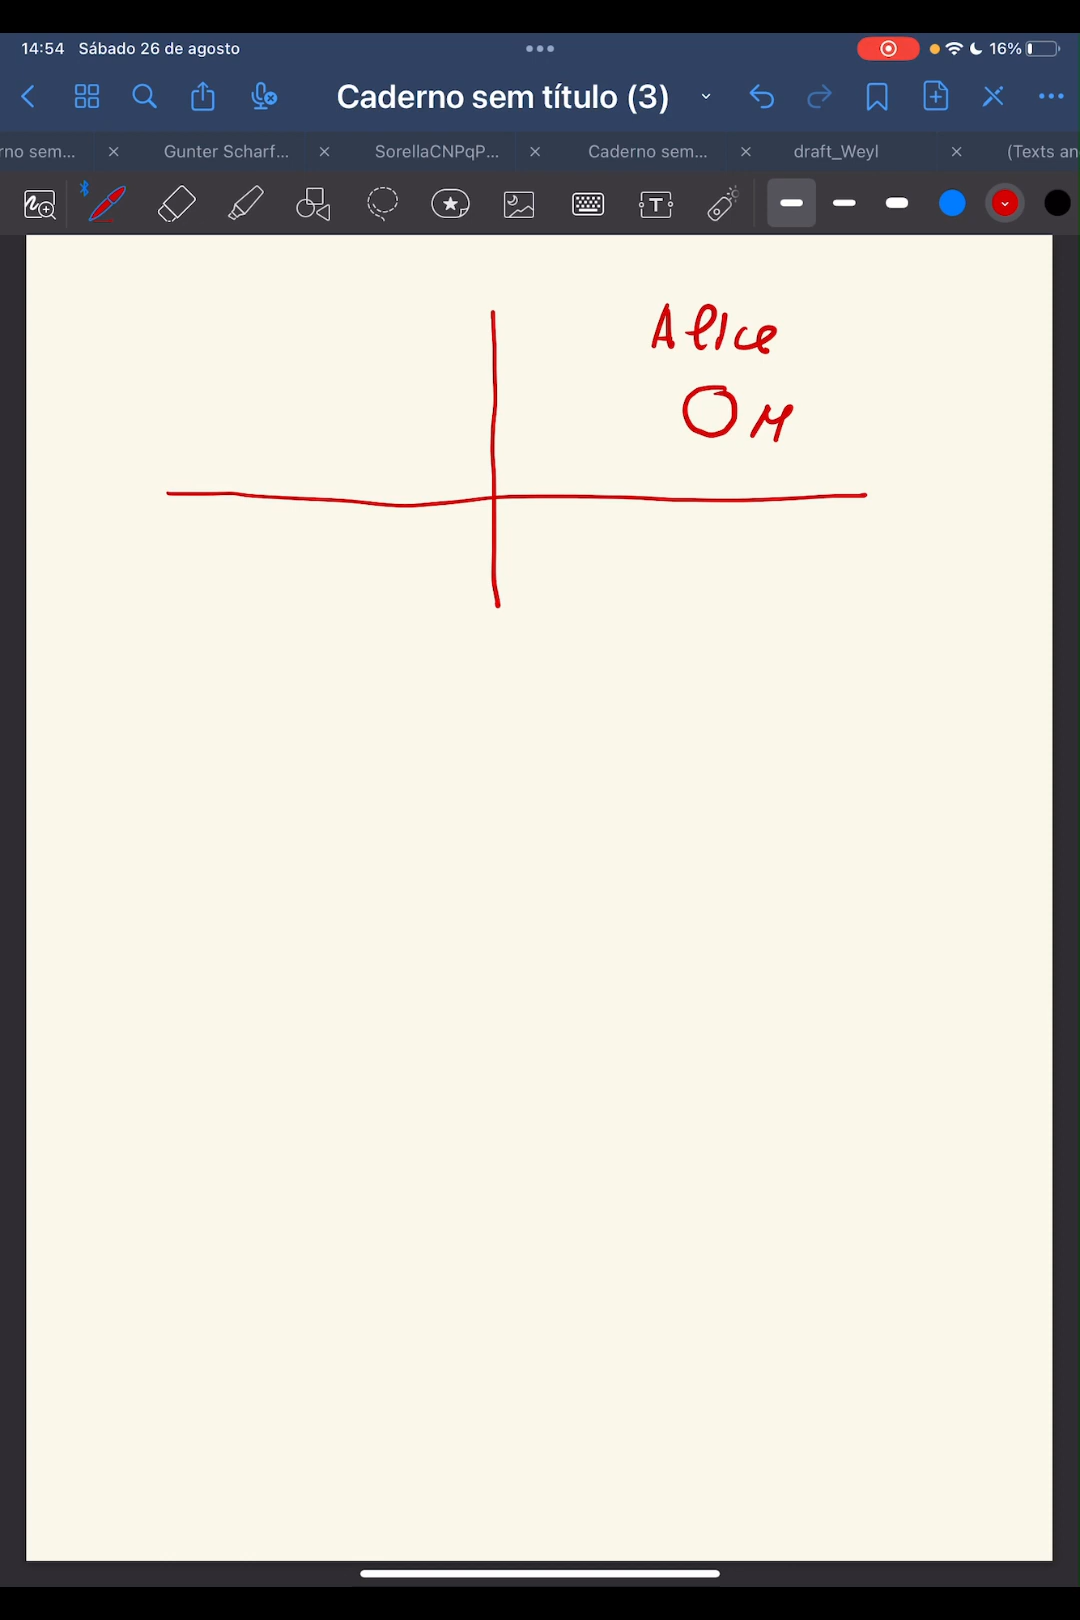 14:54 Sábado 26 de agosto
16%
Caderno sem título (3)
rno sem... Gunter Scharf... SorellaCNPqP... Caderno sem... draft_Weyl (Texts an
T
Alice
O M